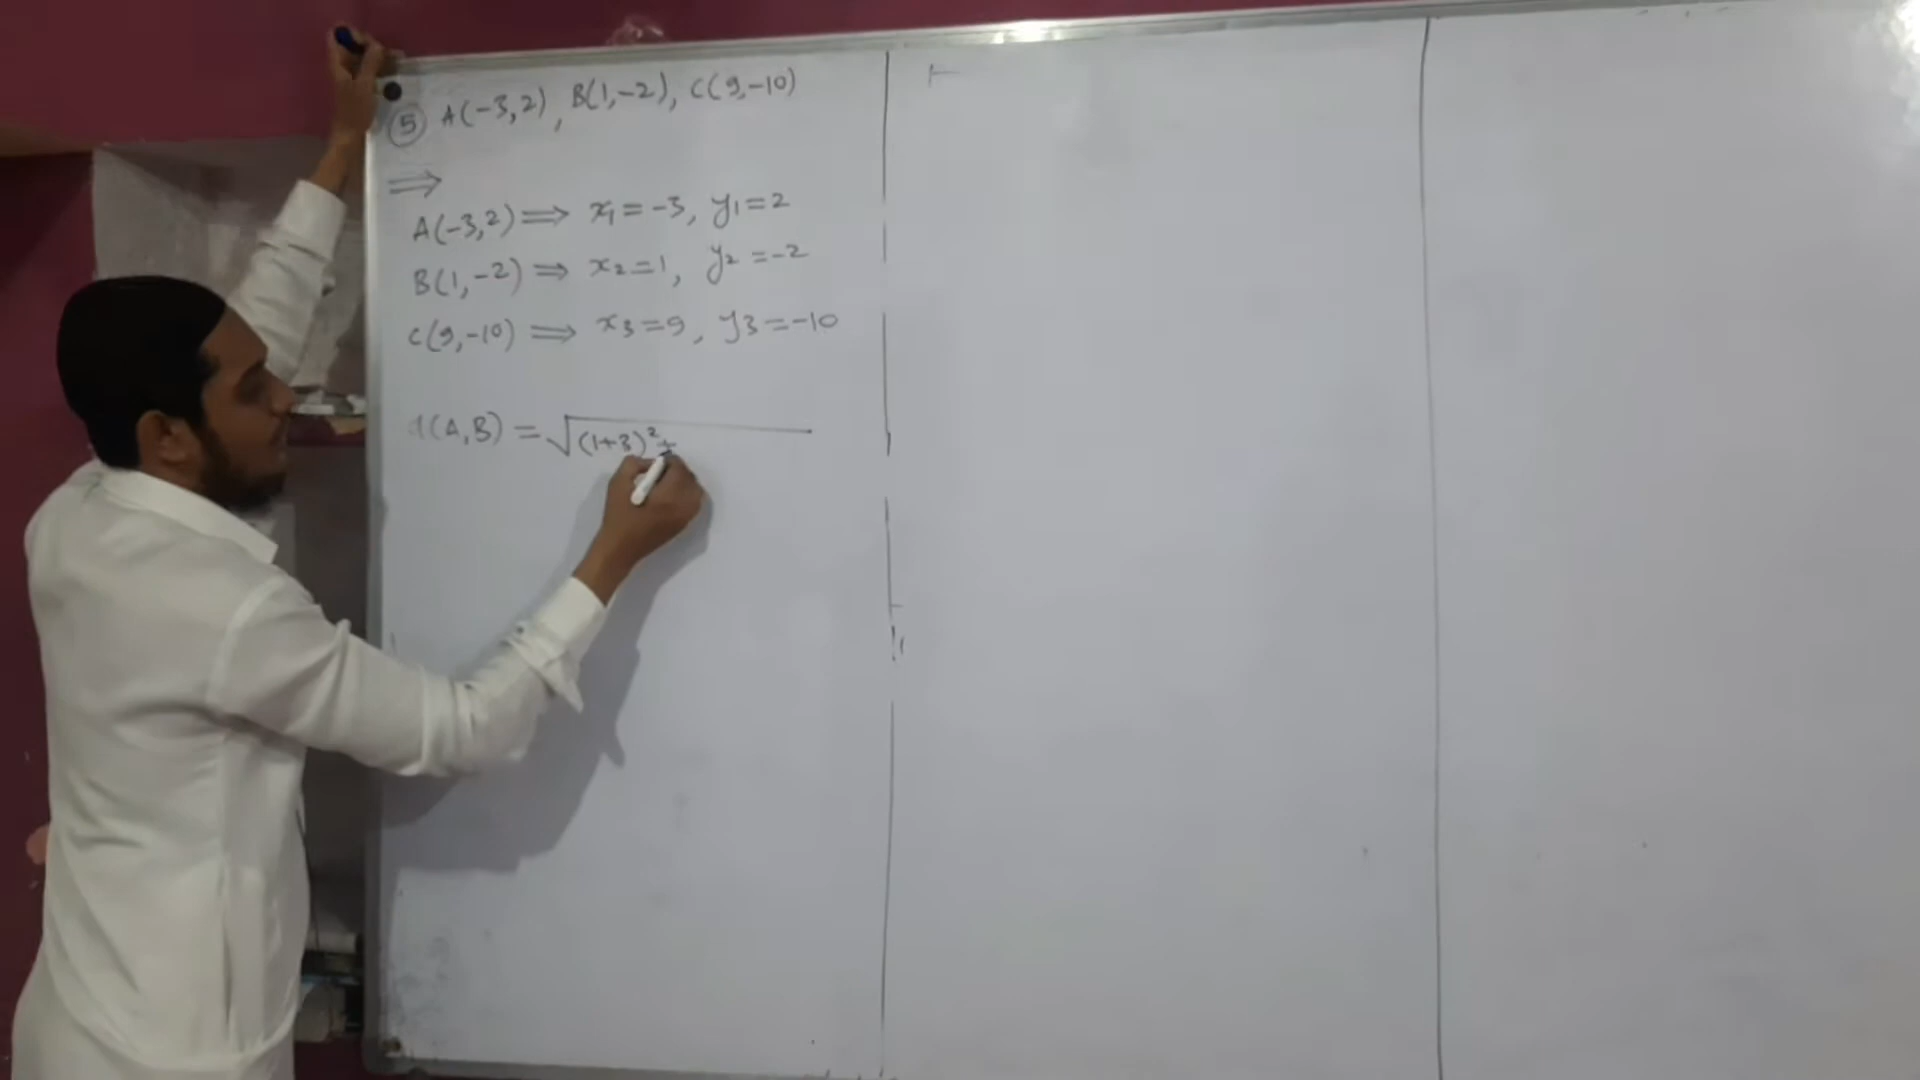 ⑤ A(-3,2), B(1,-2), C(9,-10)
⟹
A(-3,2) ⟹ x₁ = -3, y₁ = 2
B(1,-2) ⟹ x₂ = 1, y₂ = -2
C(9,-10) ⟹ x₃ = 9, y₃ = -10
d(A,B) = √(1+3)² +